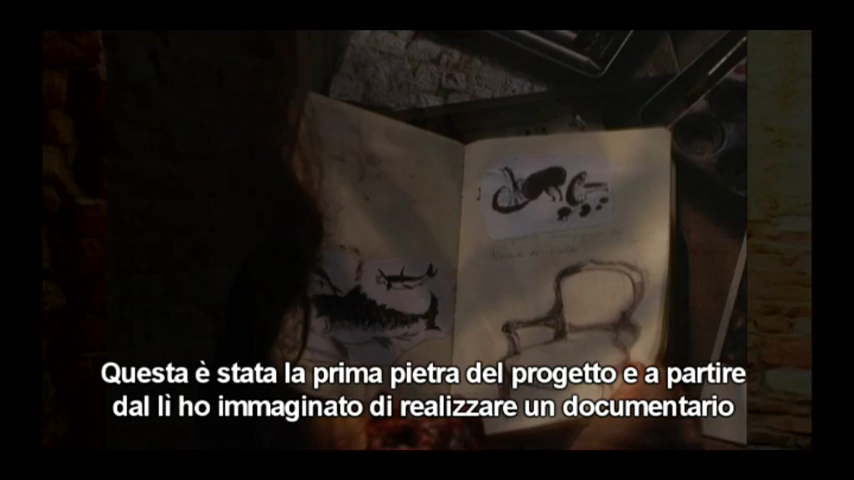 Questa è stata la prima pietra del progetto e a partire
dal lì ho immaginato di realizzare un documentario